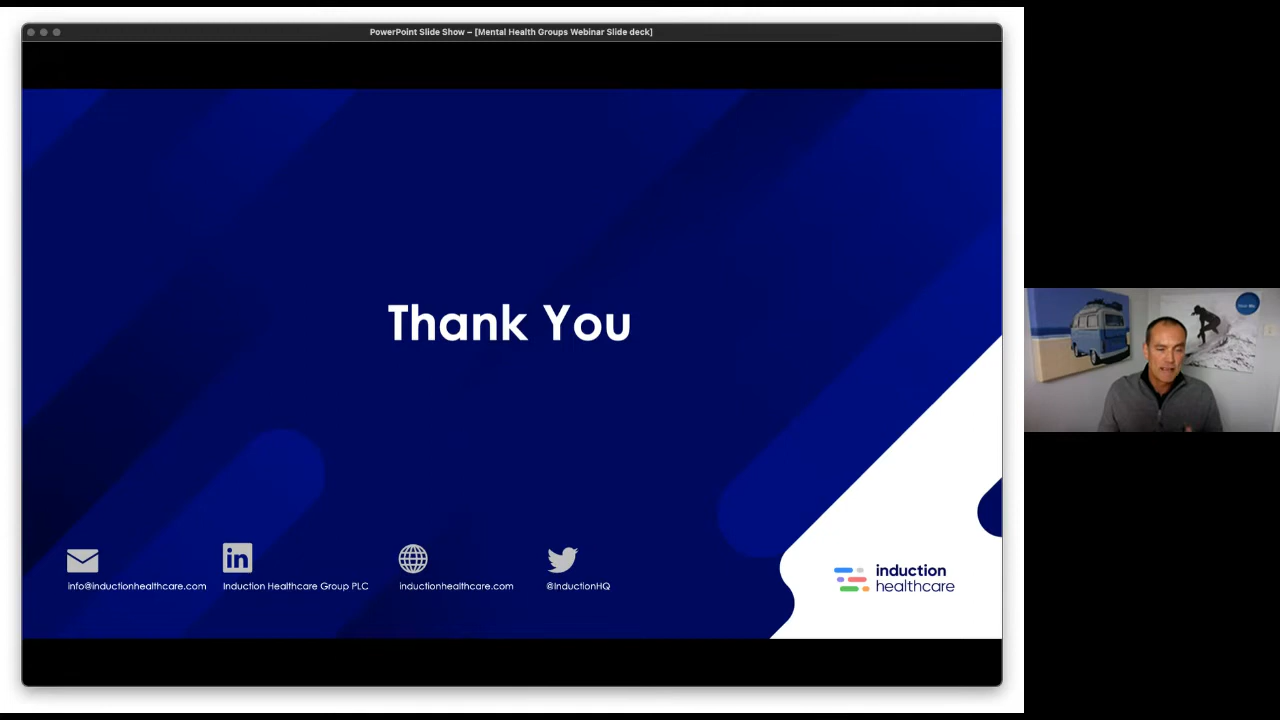 PowerPoint Slide Show – [Mental Health Groups Webinar Slide deck]
Thank You
info@inductionhealthcare.com
Induction Healthcare Group PLC
inductionhealthcare.com
@InductionHQ
induction
healthcare